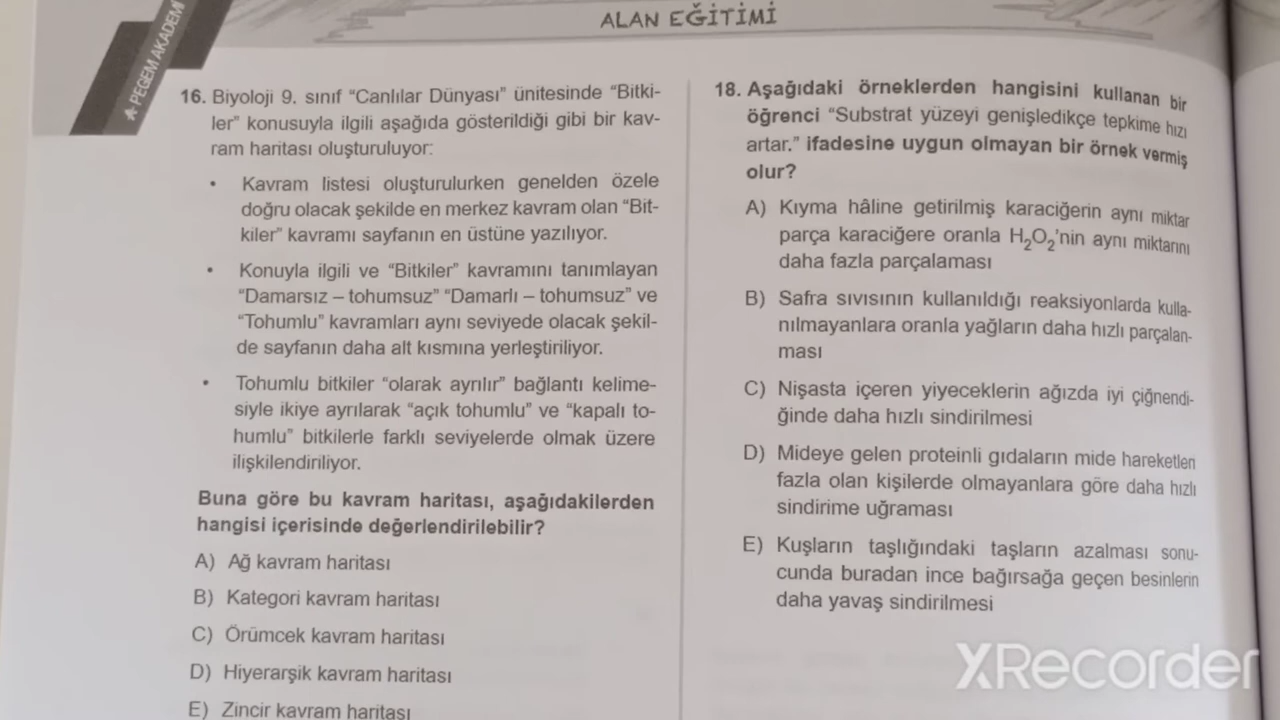 ALAN EĞİTİMİ
PEGEM AKADEMİ
16. Biyoloji 9. sınıf “Canlılar Dünyası” ünitesinde “Bitki-
ler” konusuyla ilgili aşağıda gösterildiği gibi bir kav-
ram haritası oluşturuluyor:
• Kavram listesi oluşturulurken genelden özele
doğru olacak şekilde en merkez kavram olan “Bit-
kiler” kavramı sayfanın en üstüne yazılıyor.
• Konuyla ilgili ve “Bitkiler” kavramını tanımlayan
“Damarsız – tohumsuz” “Damarlı – tohumsuz” ve
“Tohumlu” kavramları aynı seviyede olacak şekil-
de sayfanın daha alt kısmına yerleştiriliyor.
• Tohumlu bitkiler “olarak ayrılır” bağlantı kelime-
siyle ikiye ayrılarak “açık tohumlu” ve “kapalı to-
humlu” bitkilerle farklı seviyelerde olmak üzere
ilişkilendiriliyor.
Buna göre bu kavram haritası, aşağıdakilerden
hangisi içerisinde değerlendirilebilir?
A) Ağ kavram haritası
B) Kategori kavram haritası
C) Örümcek kavram haritası
D) Hiyerarşik kavram haritası
E) Zincir kavram haritası
18. Aşağıdaki örneklerden hangisini kullanan bir
öğrenci “Substrat yüzeyi genişledikçe tepkime hızı
artar.” ifadesine uygun olmayan bir örnek vermiş
olur?
A) Kıyma hâline getirilmiş karaciğerin aynı miktar
parça karaciğere oranla H₂O₂’nin aynı miktarını
daha fazla parçalaması
B) Safra sıvısının kullanıldığı reaksiyonlarda kulla-
nılmayanlara oranla yağların daha hızlı parçalan-
ması
C) Nişasta içeren yiyeceklerin ağızda iyi çiğnendi-
ğinde daha hızlı sindirilmesi
D) Mideye gelen proteinli gıdaların mide hareketleri
fazla olan kişilerde olmayanlara göre daha hızlı
sindirime uğraması
E) Kuşların taşlığındaki taşların azalması sonu-
cunda buradan ince bağırsağa geçen besinlerin
daha yavaş sindirilmesi
XRecorder